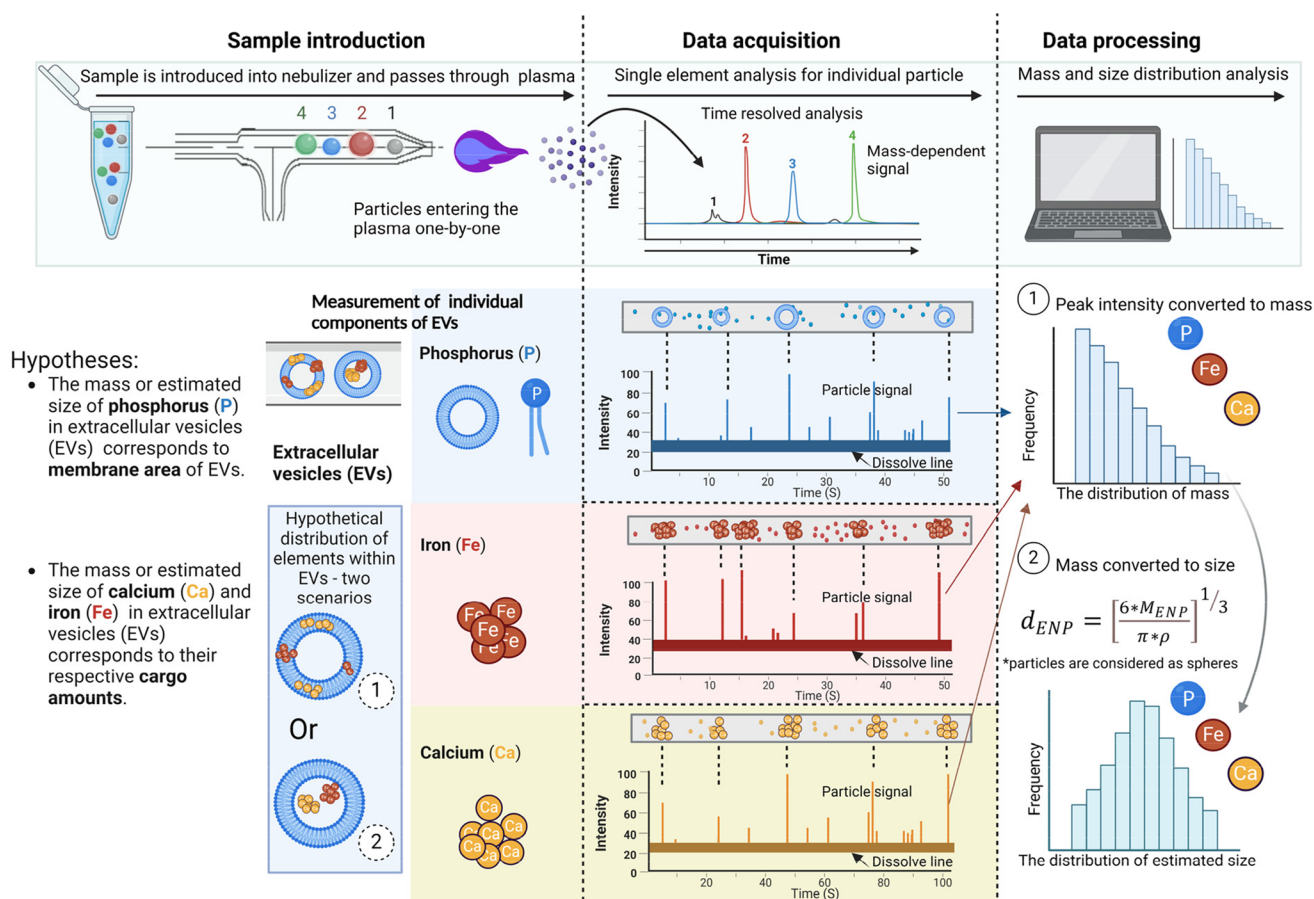 Sample introduction
Data acquisition
Data processing
Sample is introduced into nebulizer and passes through plasma
Single element analysis for individual particle
Mass and size distribution analysis
4 3 2 1
Particles entering the
plasma one-by-one
Time resolved analysis
Intensity
1
2
3
4
Mass-dependent
signal
Time
Hypotheses:
• The mass or estimated
size of phosphorus (P)
in extracellular vesicles
(EVs) corresponds to
membrane area of EVs.
• The mass or estimated
size of calcium (Ca) and
iron (Fe) in extracellular
vesicles (EVs)
corresponds to their
respective cargo
amounts.
Measurement of individual
components of EVs
Extracellular
vesicles (EVs)
Hypothetical
distribution of
elements within
EVs - two
scenarios
1
Or
2
Phosphorus (P)
P
Intensity
100
80
60
40
20
0
Particle signal
Dissolve line
10 20 30 40 50
Time (S)
Iron (Fe)
Fe Fe
Fe
Fe Fe
Intensity
100
80
60
40
20
0
Particle signal
Dissolve line
10 20 30 40 50
Time (S)
Calcium (Ca)
Ca
Ca Ca Ca
Ca Ca Ca
Intensity
100
80
60
40
20
0
Particle signal
Dissolve line
20 40 60 80 100
Time (S)
1 Peak intensity converted to mass
P
Fe
Ca
Frequency
The distribution of mass
2 Mass converted to size
d_ENP = [6*M_ENP / π*ρ]^1/3
*particles are considered as spheres
P
Fe
Ca
Frequency
The distribution of estimated size